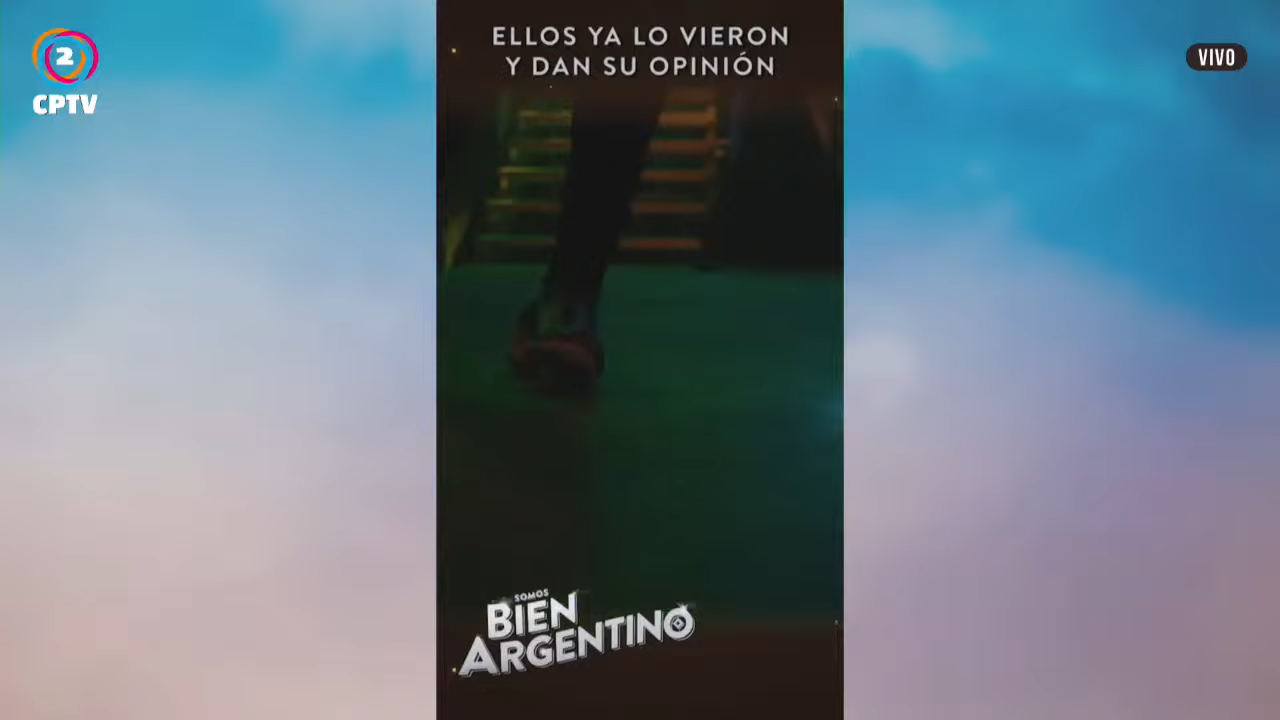 2
CPTV
VIVO
ELLOS YA LO VIERON
Y DAN SU OPINIÓN
SOMOS
BIEN
ARGENTINO